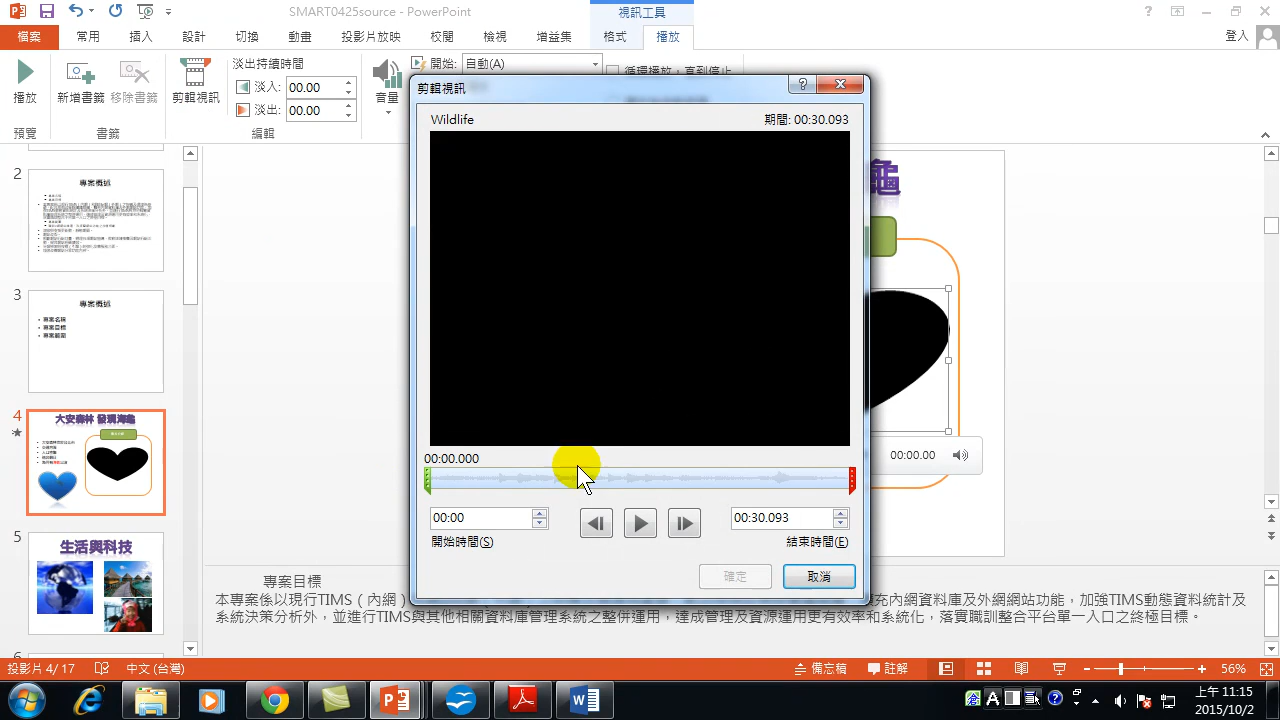 SMART0425source - PowerPoint
視訊工具
檔案
常用
插入
設計
切換
動畫
投影片放映
校閱
檢視
增益集
格式
播放
登入
播放
新增書籤
移除書籤
剪輯視訊
淡出持續時間
淡入:
00.00
淡出:
00.00
音量
開始:
自動(A)
循環播放，直到停止
預覽
書籤
編輯
剪輯視訊
Wildlife
期間: 00:30.093
00:00.000
00:00
00:30.093
開始時間(S)
結束時間(E)
確定
取消
00:00.00
2
專案概述
3
專案概述
專案名稱
專案目標
專案範圍
4
大安森林 發現海龜
5
生活與科技
龜
專案目標
本專案係以現行TIMS（內網）
充內網資料庫及外網網站功能，加強TIMS動態資料統計及
系統決策分析外，並進行TIMS與其他相關資料庫管理系統之整併運用，達成管理及資源運用更有效率和系統化，落實職訓整合平台單一入口之終極目標。
投影片 4/17
中文 (台灣)
備忘稿
註解
56%
上午 11:15
2015/10/2